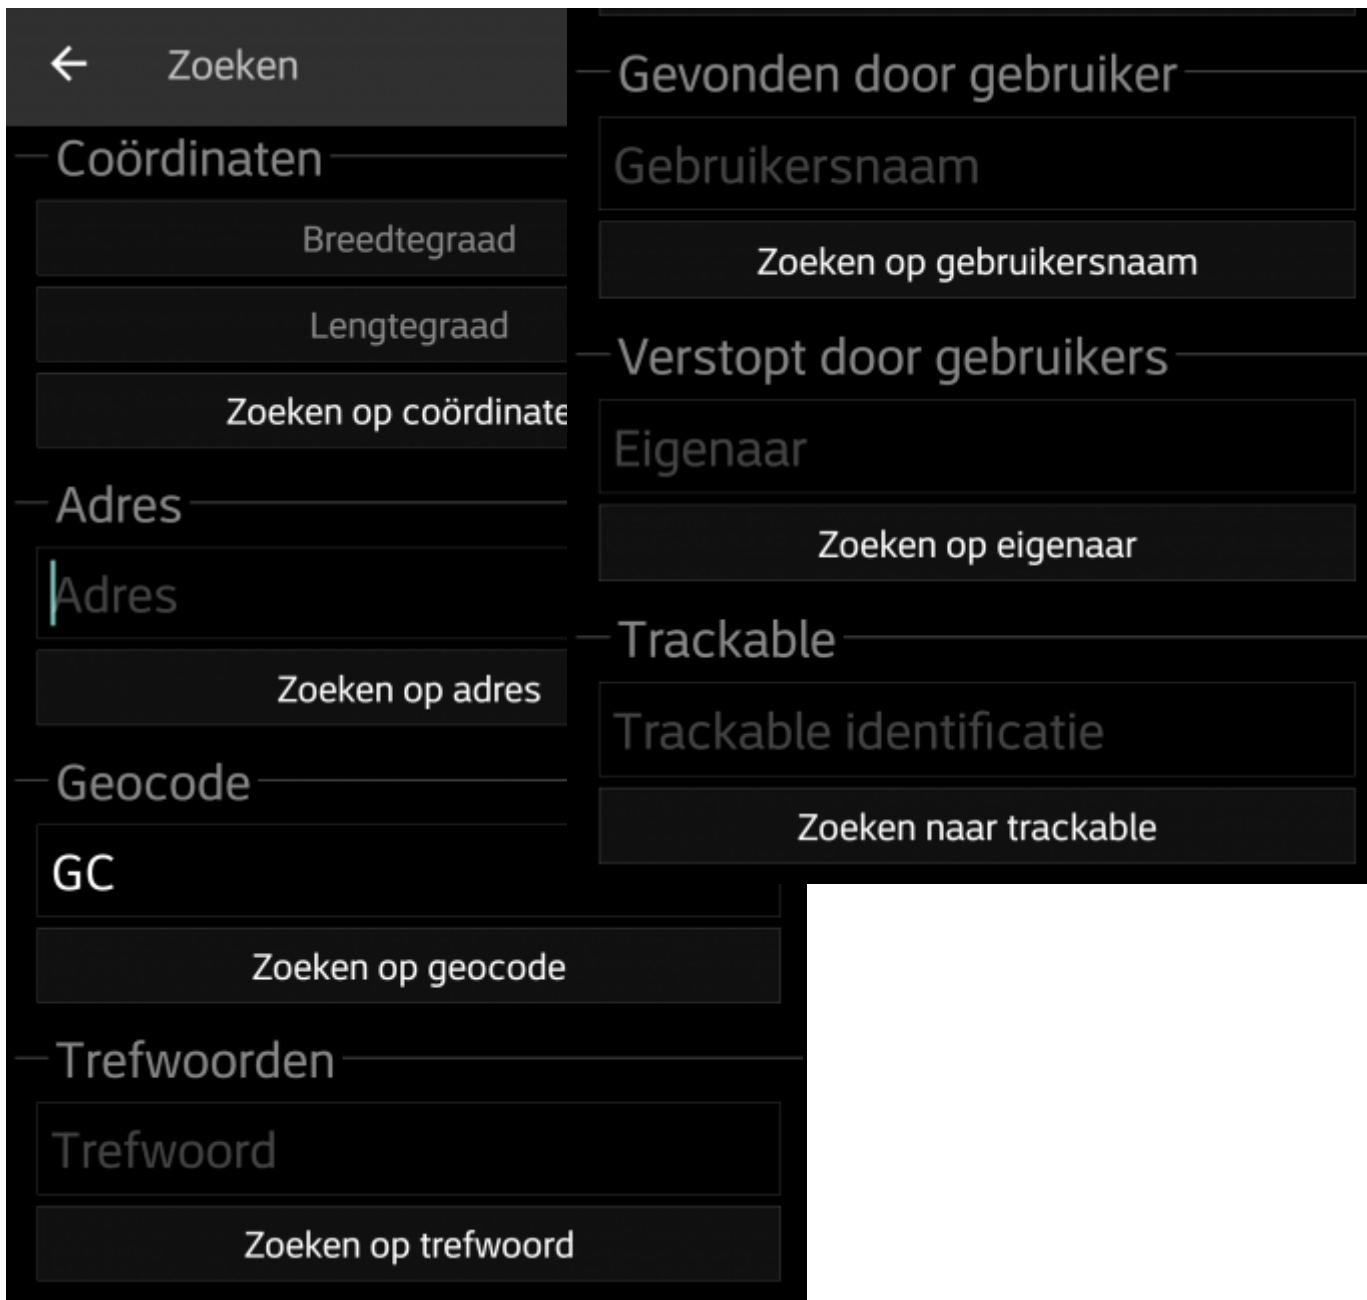 Zoeken
Coördinaten
Breedtegraad
Lengtegraad
Zoeken op coördinate
Adres
Adres
Zoeken op adres
Geocode
GC
Zoeken op geocode
Trefwoorden
Trefwoord
Zoeken op trefwoord
Gevonden door gebruiker
Gebruikersnaam
Zoeken op gebruikersnaam
Verstopt door gebruikers
Eigenaar
Zoeken op eigenaar
Trackable
Trackable identificatie
Zoeken naar trackable